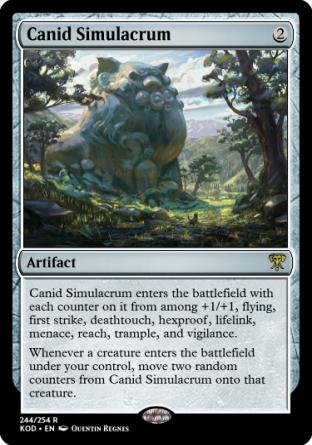 Canid Simulacrum 2
Artifact
Canid Simulacrum enters the battlefield with
each counter on it from among +1/+1, flying,
first strike, deathtouch, hexproof, lifelink,
menace, reach, trample, and vigilance.
Whenever a creature enters the battlefield
under your control, move two random
counters from Canid Simulacrum onto that
creature.
244/254 R
KOD • EN Quentin Regnes